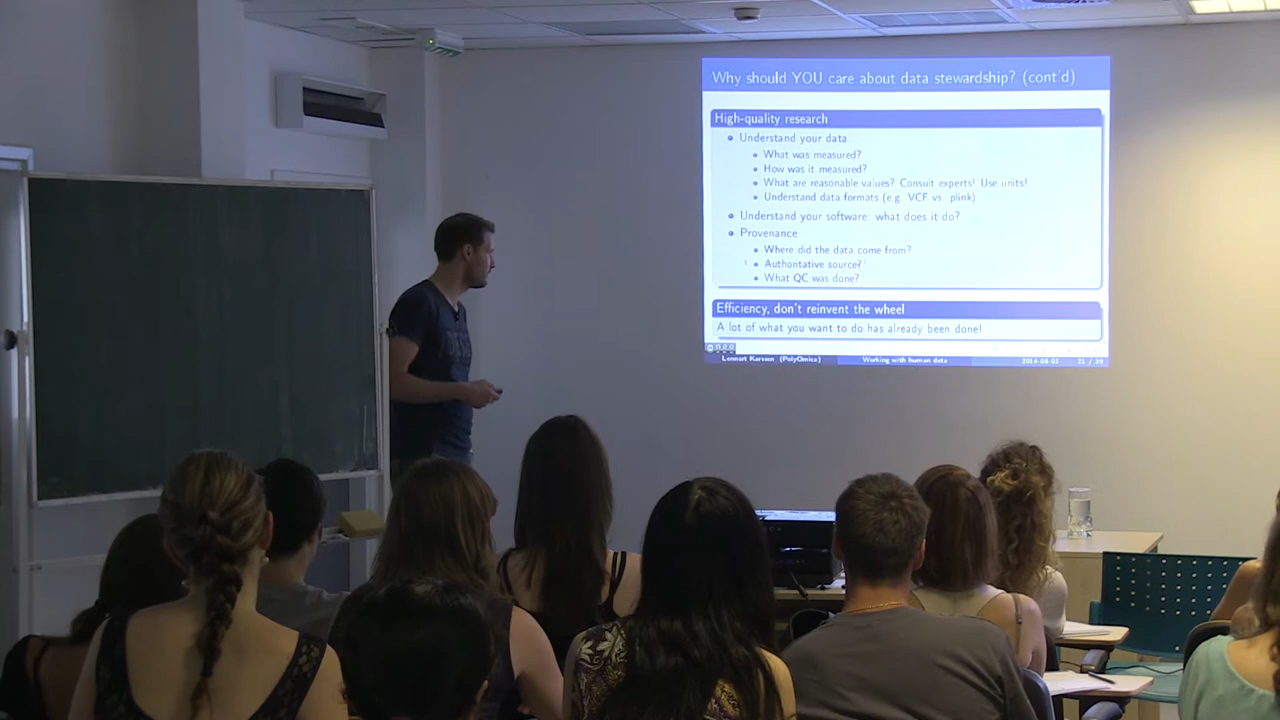 Why should YOU care about data stewardship? (cont'd)
High-quality research
Understand your data
What was measured?
How was it measured?
What are reasonable values? Consult experts! Use units!
Understand data formats (e.g. VCF vs. plink)
Understand your software: what does it do?
Provenance
Where did the data come from?
Authoritative source?
What QC was done?
Efficiency, don't reinvent the wheel
A lot of what you want to do has already been done!
Lennart Karssen (PolyOmica) Working with human data 21 / 39